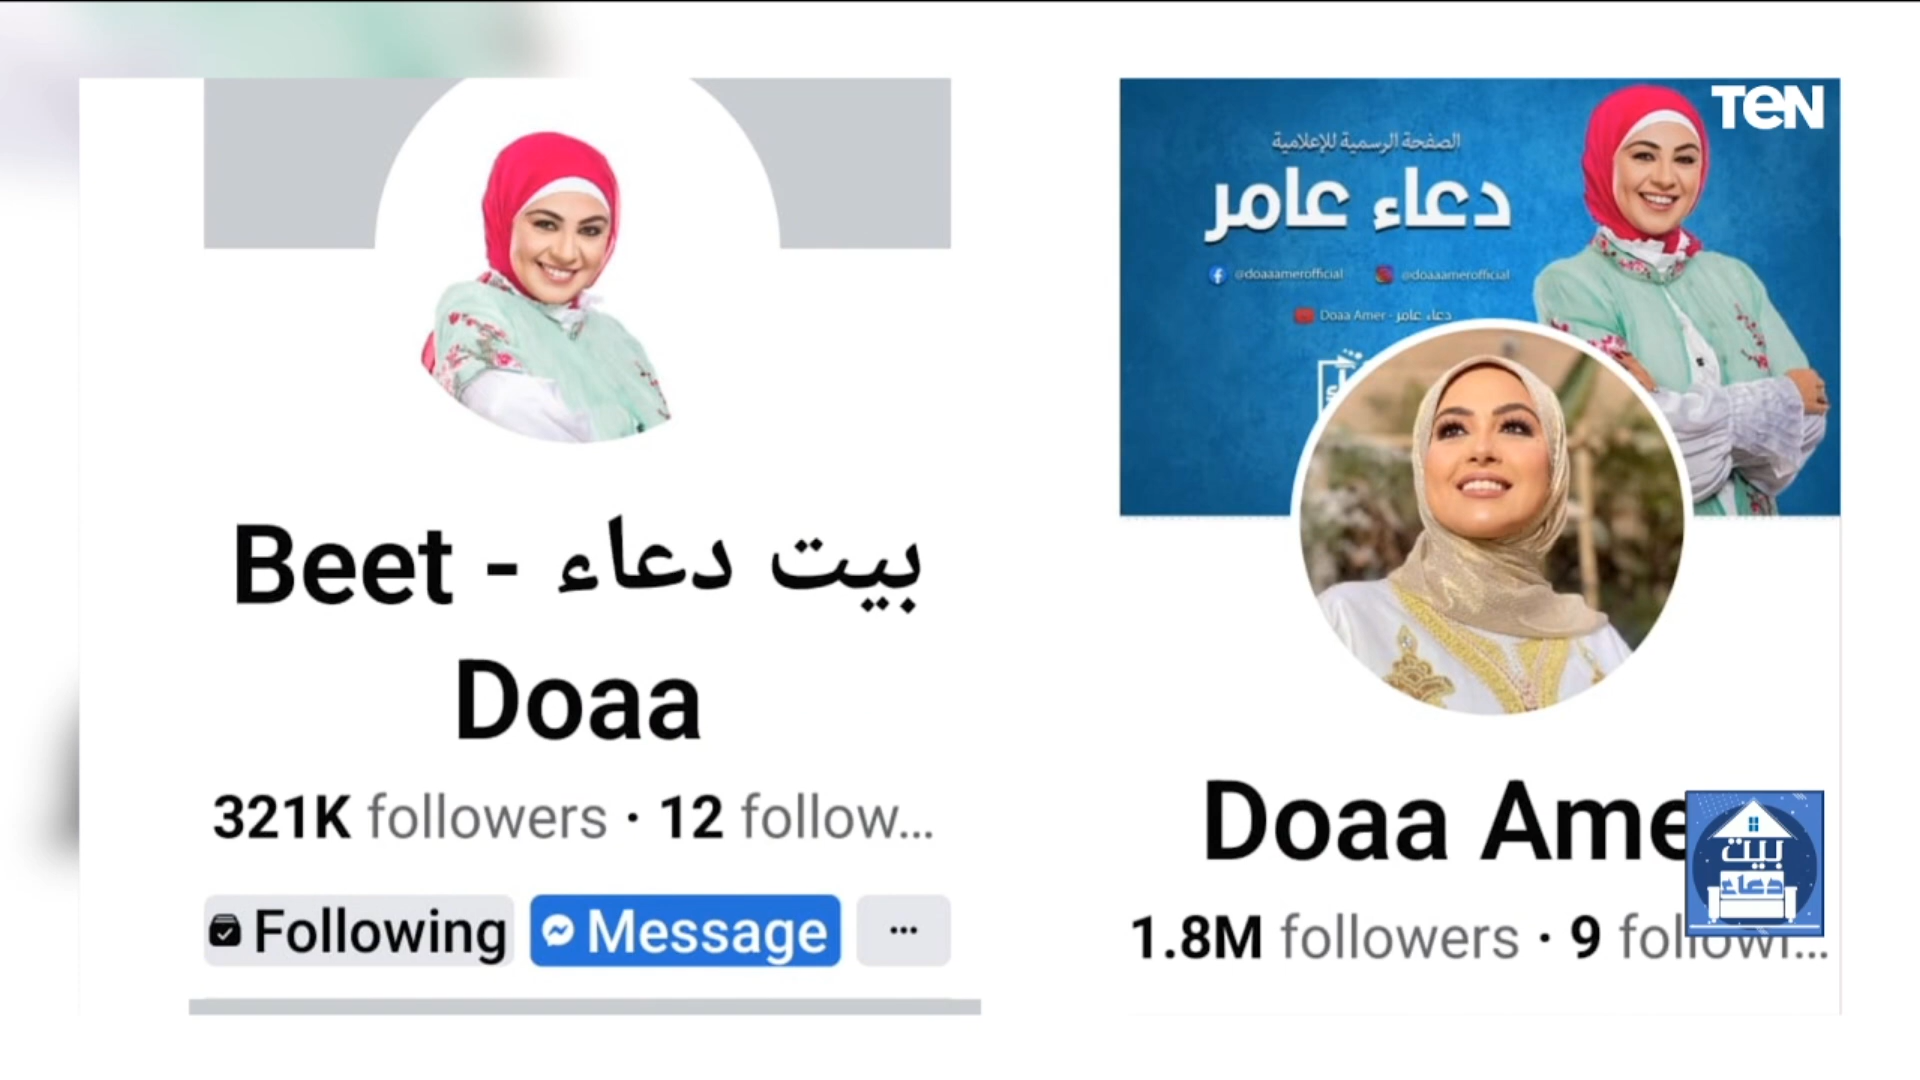 بيت دعاء - Beet
Doaa
321K followers · 12 follow...
Following
Message
TeN
الصفحة الرسمية للإعلامية
دعاء عامر
@doaaamerofficial
@doaaamerofficial
Doaa Amer - دعاء عامر
Doaa Ame
1.8M followers · 9 followi...
بيت
دعاء